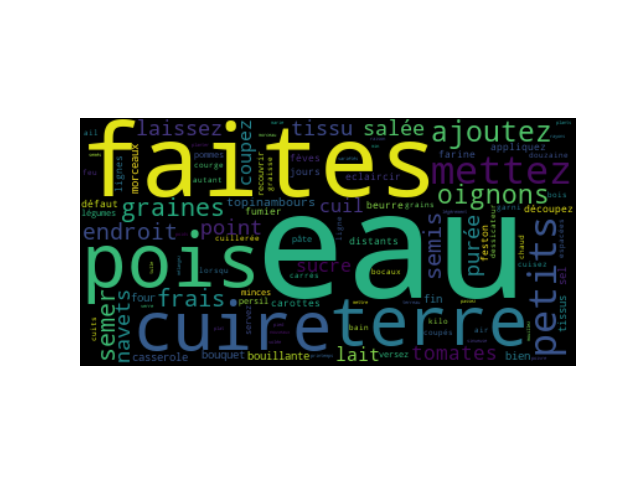 faites
laissez
tissu
salée
ajoutez
ail
coupez
lignes
morceaux
pommes
courge
autant
recouvrir
graisse
fèves
jours
éclaircir
farine
appliquez
douzaine
mettez
feu
oignons
bois
défaut
légumes
graines
topinambours
fumier
cuil
beurre
grains
garni
découpez
endroit
point
cuillerée
ligne
semis
purée
feston
dessicateur
chaud
espacées
pois
eau
pâte
distants
petits
lorsqu
sucre
carrés
bocaux
sel
tissus
cuisez
semer
navets
four
frais
minces
persil
carottes
fin
cuits
cuire
terre
servez
bain
kilo
coupés
air
casserole
bouquet
bouillante
lait
versez
tomates
bien